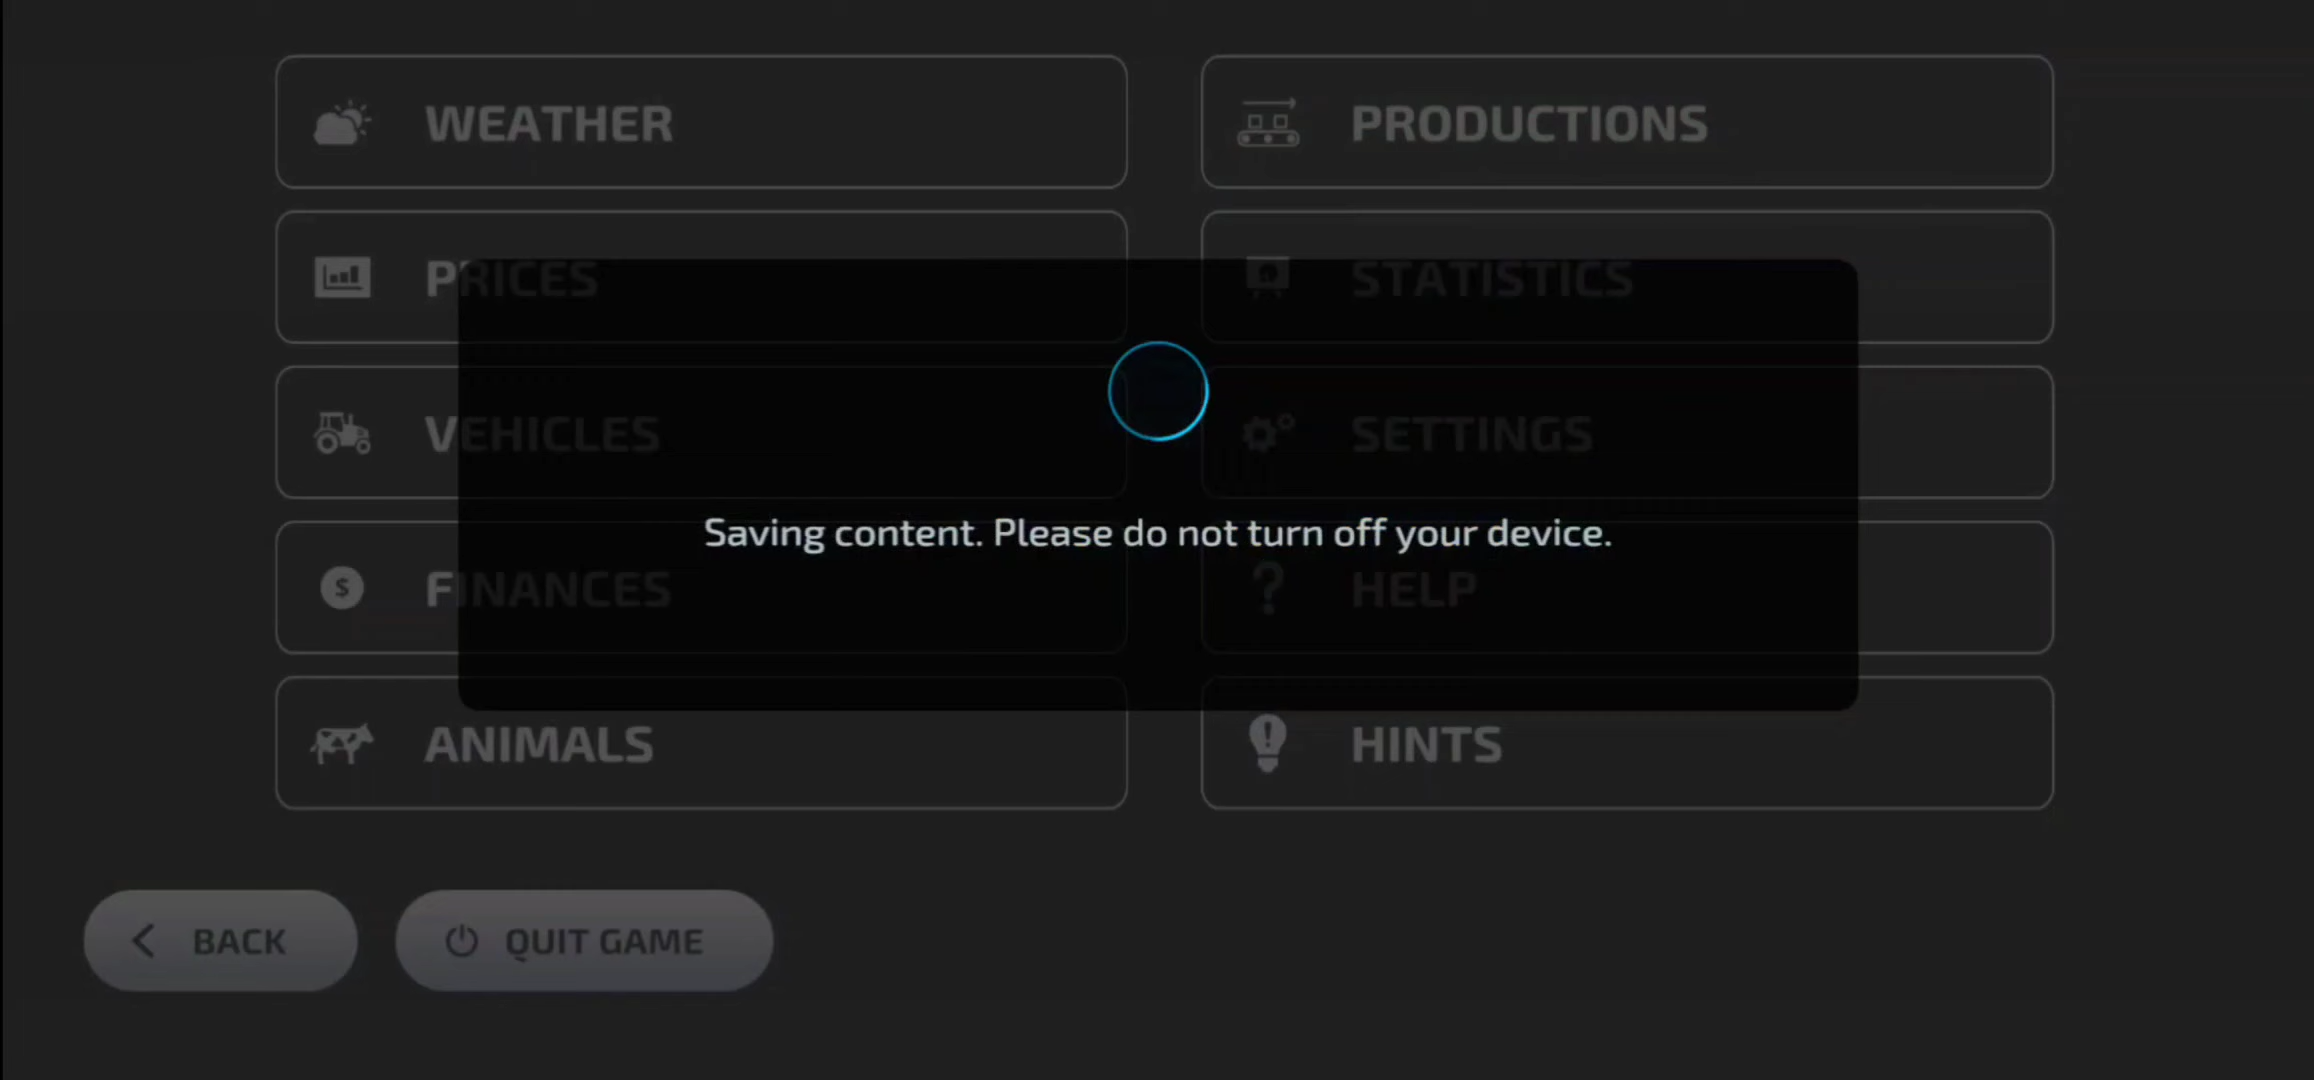 WEATHER
PRODUCTIONS
PRICES
STATISTICS
VEHICLES
SETTINGS
Saving content. Please do not turn off your device.
FINANCES
HELP
ANIMALS
HINTS
BACK
QUIT GAME